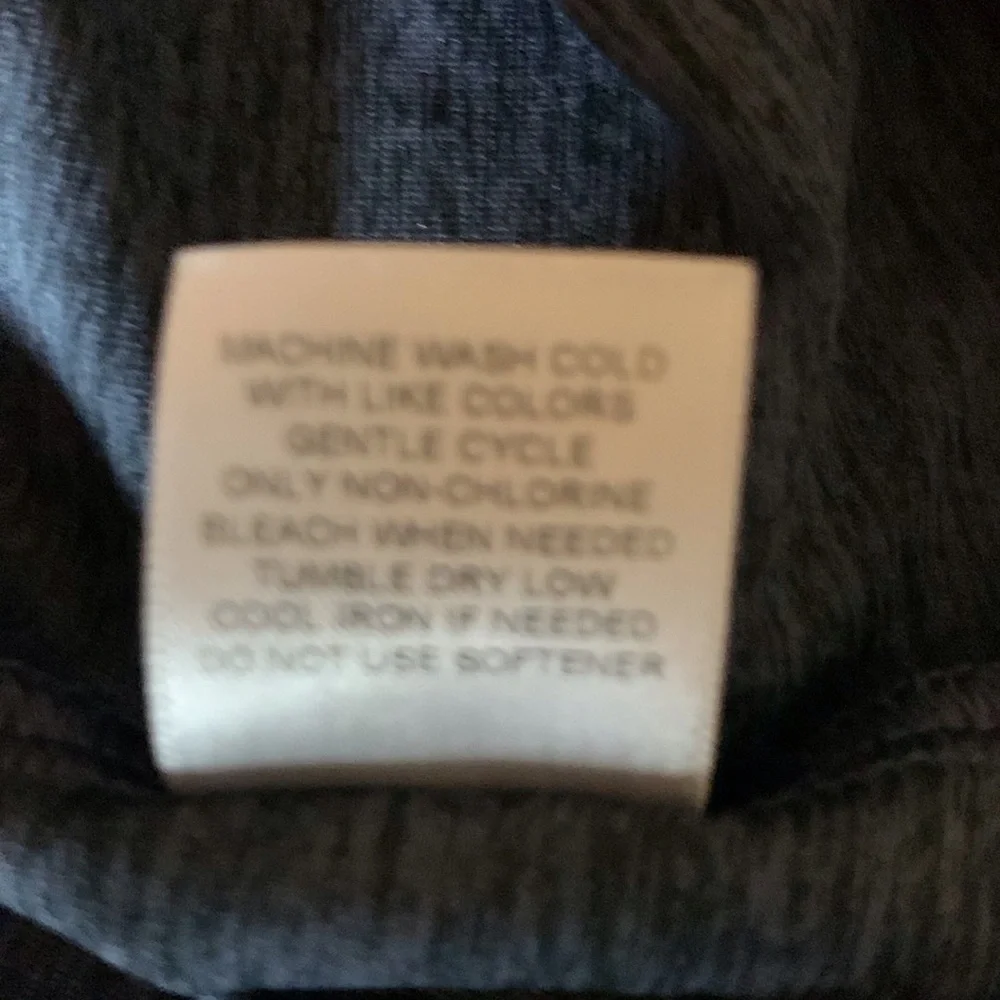 MACHINE WASH COLD
WITH LIKE COLORS
GENTLE CYCLE
ONLY NON-CHLORINE
BLEACH WHEN NEEDED
TUMBLE DRY LOW
COOL IRON IF NEEDED
DO NOT USE SOFTENER